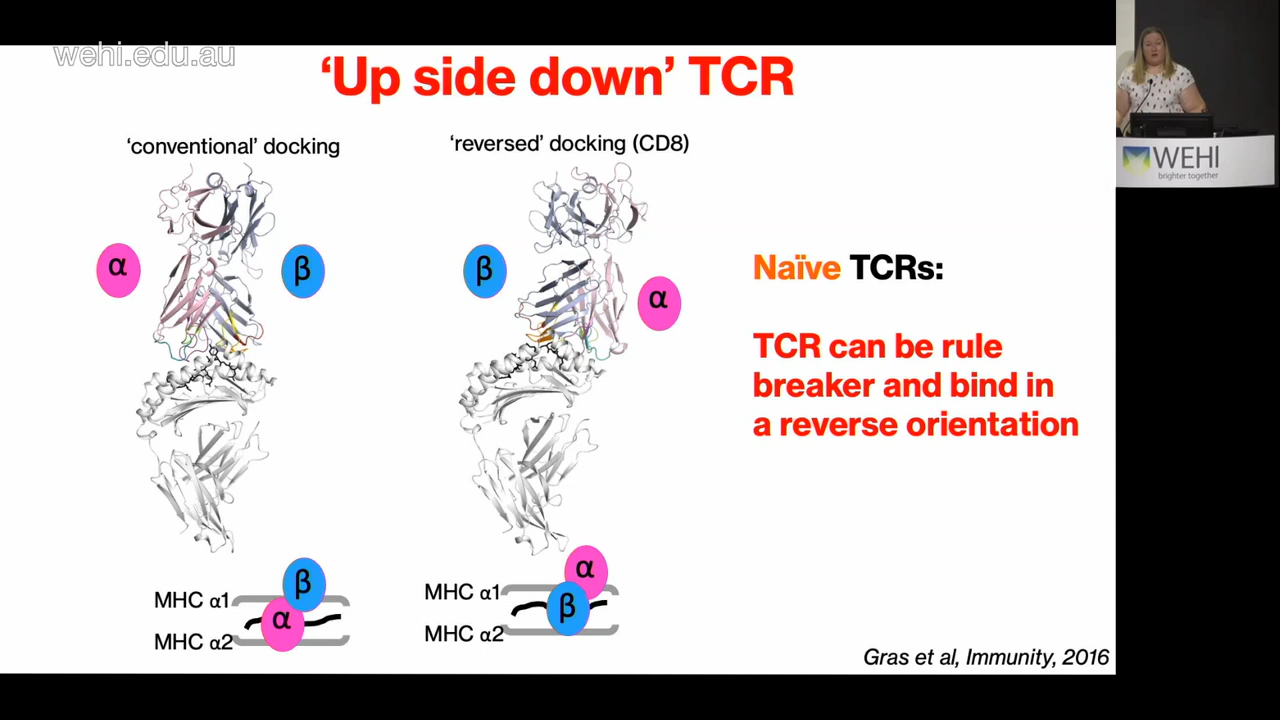 wehi.edu.au
‘Up side down’ TCR
‘conventional’ docking
‘reversed’ docking (CD8)
α
β
β
α
Naïve TCRs:
TCR can be rule
breaker and bind in
a reverse orientation
β
α
MHC α1
MHC α2
α
β
MHC α1
MHC α2
Gras et al, Immunity, 2016
WEHI
brighter together